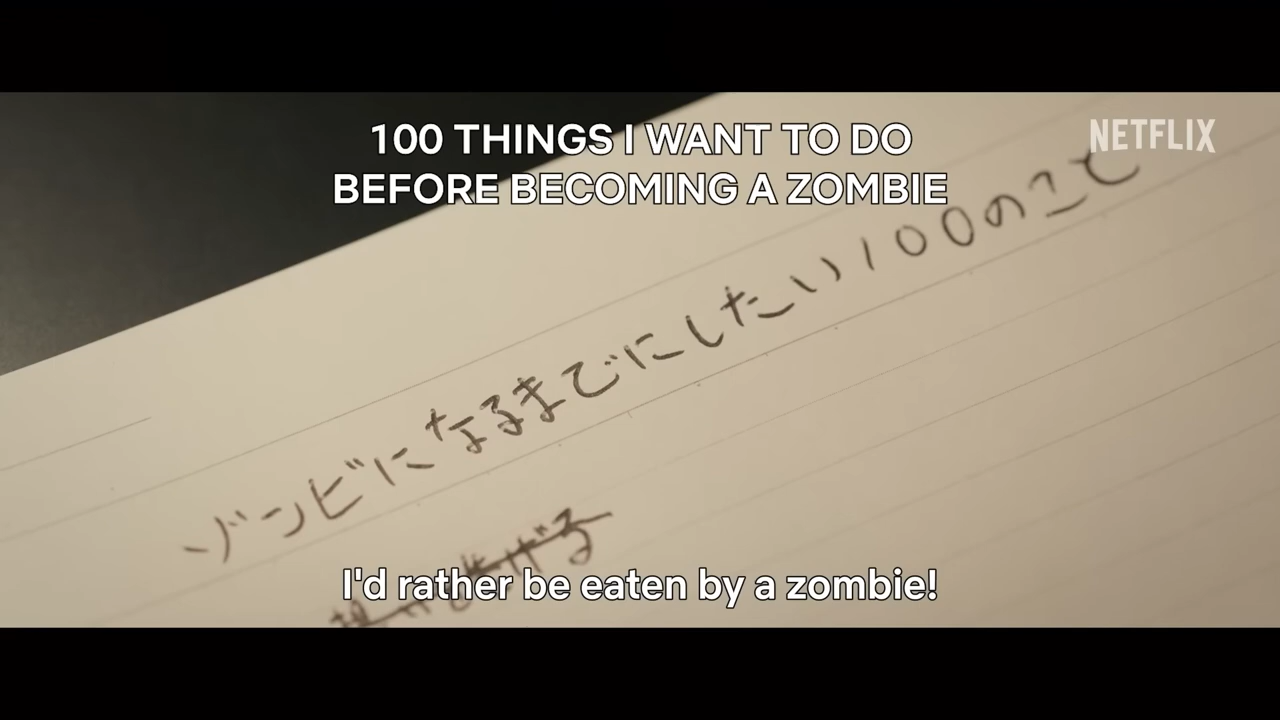 100 THINGS I WANT TO DO
BEFORE BECOMING A ZOMBIE
NETFLIX
ゾンビになるまでにしたい100のこと
I'd rather be eaten by a zombie!